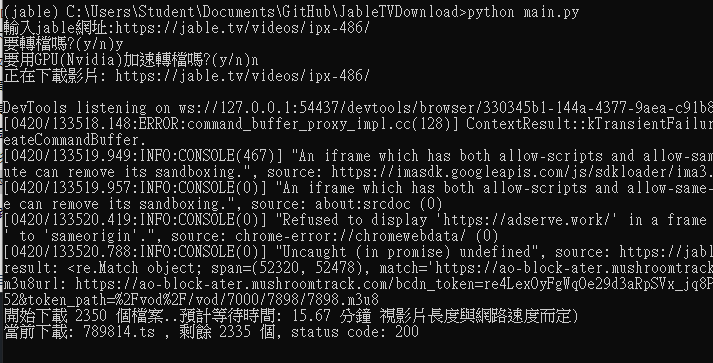 (jable) C:\Users\Student\Documents\GitHub\JableTVDownload>python main.py
輸入jable網址:https://jable.tv/videos/ipx-486/
要轉檔嗎?(y/n)y
要用GPU(Nvidia)加速轉檔嗎?(y/n)n
正在下載影片: https://jable.tv/videos/ipx-486/
DevTools listening on ws://127.0.0.1:54437/devtools/browser/330345b1-144a-4377-9aea-c91b8
[0420/133518.148:ERROR:command_buffer_proxy_impl.cc(128)] ContextResult::kTransientFailur
eateCommandBuffer.
[0420/133519.949:INFO:CONSOLE(467)] "An iframe which has both allow-scripts and allow-sam
ute can remove its sandboxing.", source: https://imasdk.googleapis.com/js/sdkloader/ima3.
[0420/133519.957:INFO:CONSOLE(0)] "An iframe which has both allow-scripts and allow-same-
e can remove its sandboxing.", source: about:srcdoc (0)
[0420/133520.419:INFO:CONSOLE(0)] "Refused to display 'https://adserve.work/' in a frame
' to 'sameorigin'.", source: chrome-error://chromewebdata/ (0)
[0420/133520.788:INFO:CONSOLE(0)] "Uncaught (in promise) undefined", source: https://jabl
result: <re.Match object; span=(52320, 52478), match='https://ao-block-ater.mushroomtrack
m3u8url: https://ao-block-ater.mushroomtrack.com/bcdn_token=re4LexOyFgWqOe29d3aRpSVx_jq8P
52&token_path=%2Fvod%2F/vod/7000/7898/7898.m3u8
開始下載 2350 個檔案..預計等待時間: 15.67 分鐘 視影片長度與網路速度而定)
當前下載: 789814.ts , 剩餘 2335 個, status code: 200